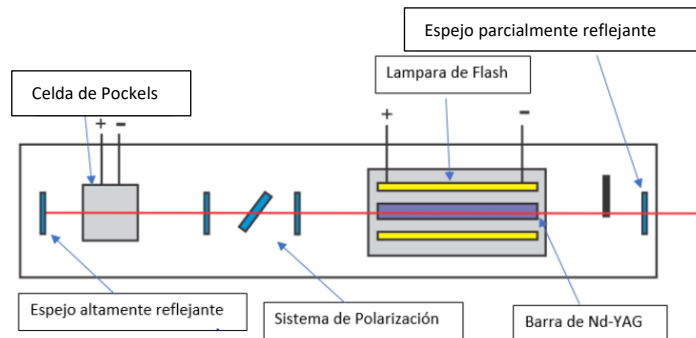 Espejo parcialmente reflejante
Lampara de Flash
Celda de Pockels
+ -
+ -
Espejo altamente reflejante
Sistema de Polarización
Barra de Nd-YAG